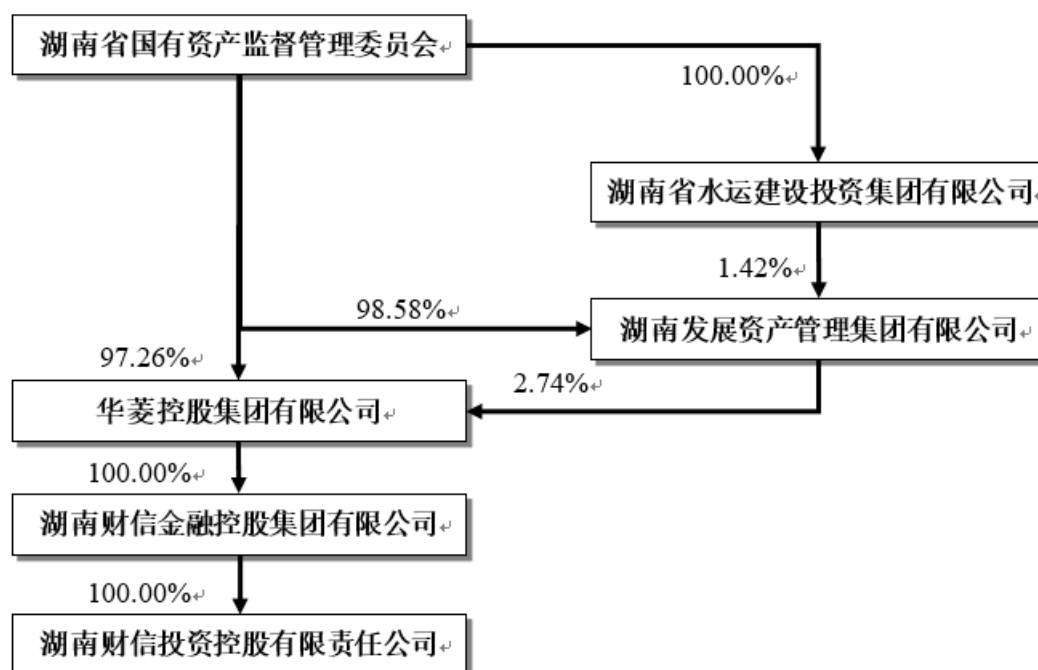 湖南省国有资产监督管理委员会
100.00%
湖南省水运建设投资集团有限公司
1.42%
98.58%
湖南发展资产管理集团有限公司
97.26%
2.74%
华菱控股集团有限公司
100.00%
湖南财信金融控股集团有限公司
100.00%
湖南财信投资控股有限责任公司